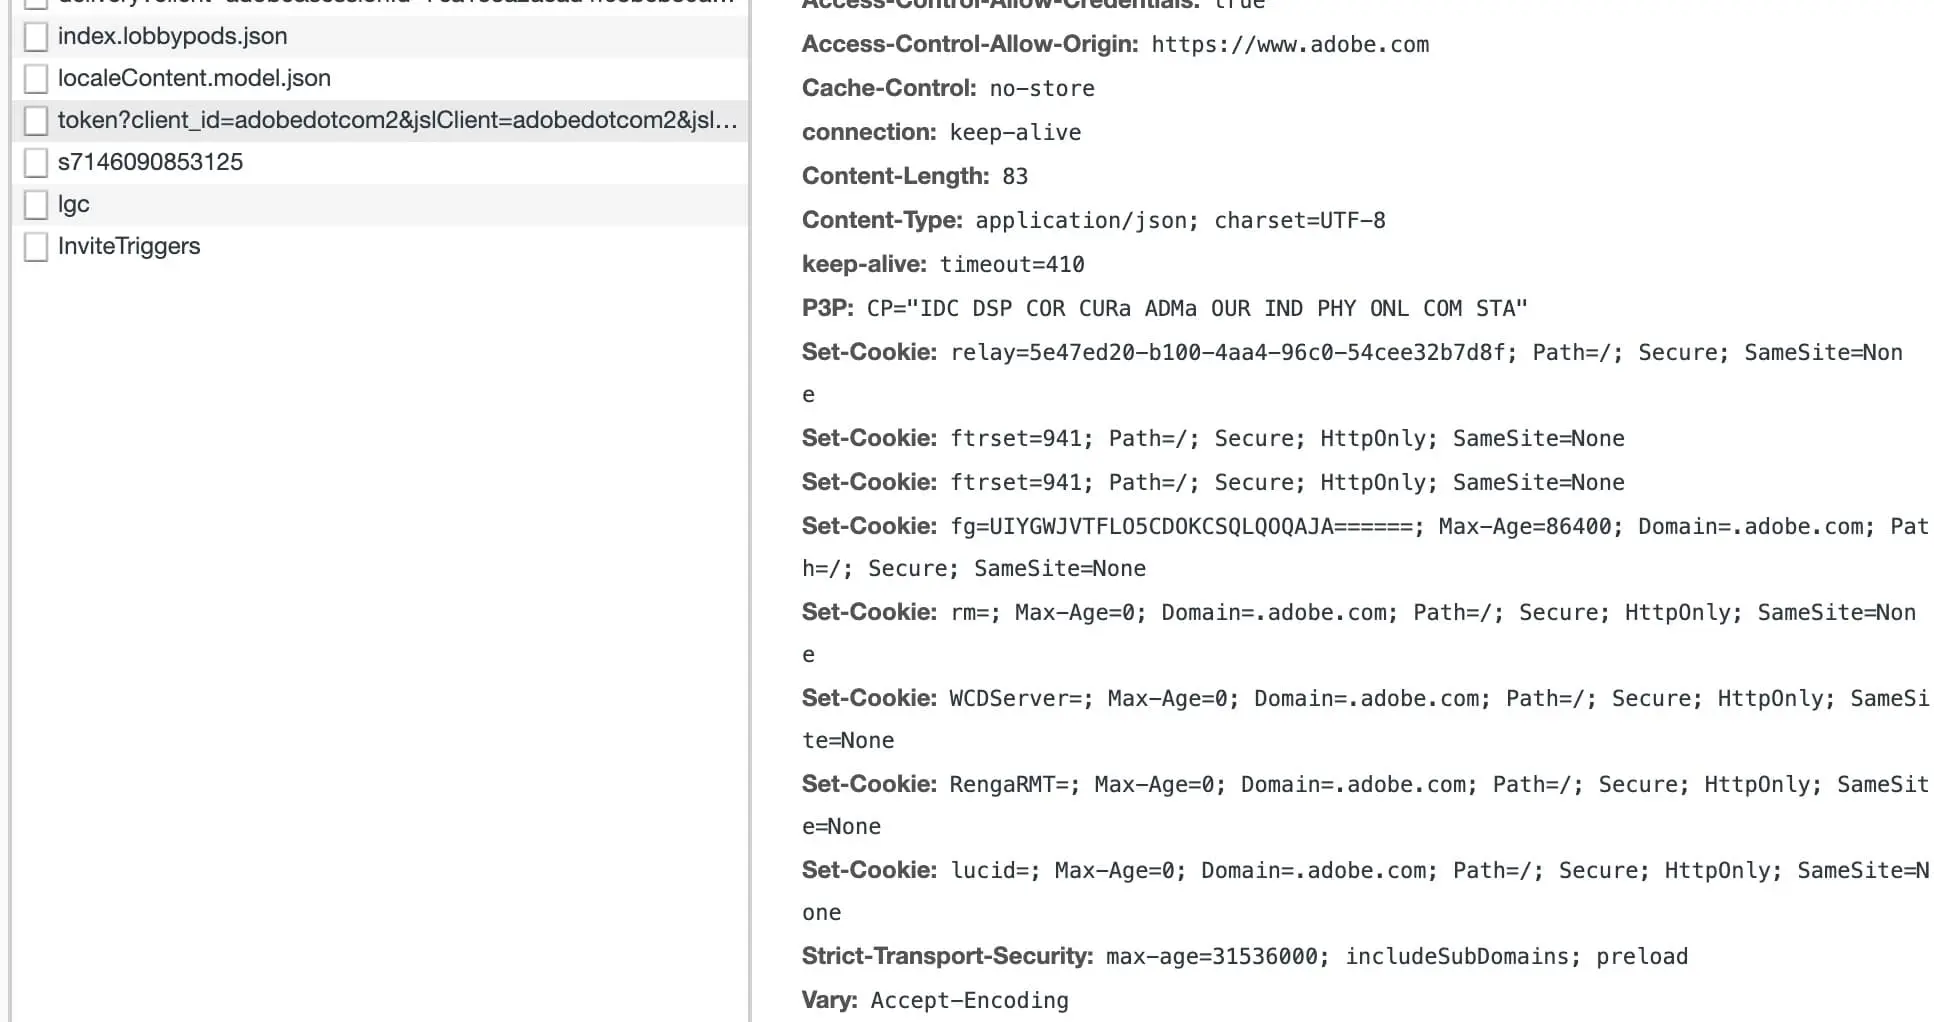 index.lobbypods.json
localeContent.model.json
token?client_id=adobedotcom2&jslClient=adobedotcom2&jsl...
s7146090853125
lgc
InviteTriggers
Access-Control-Allow-Credentials: true
Access-Control-Allow-Origin: https://www.adobe.com
Cache-Control: no-store
connection: keep-alive
Content-Length: 83
Content-Type: application/json; charset=UTF-8
keep-alive: timeout=410
P3P: CP="IDC DSP COR CURa ADMa OUR IND PHY ONL COM STA"
Set-Cookie: relay=5e47ed20-b100-4aa4-96c0-54cee32b7d8f; Path=/; Secure; SameSite=Non
e
Set-Cookie: ftrset=941; Path=/; Secure; HttpOnly; SameSite=None
Set-Cookie: ftrset=941; Path=/; Secure; HttpOnly; SameSite=None
Set-Cookie: fg=UIYGWJVTFLO5CDOKCSQLQOQAJA======; Max-Age=86400; Domain=.adobe.com; Pat
h=/; Secure; SameSite=None
Set-Cookie: rm=; Max-Age=0; Domain=.adobe.com; Path=/; Secure; HttpOnly; SameSite=Non
e
Set-Cookie: WCDServer=; Max-Age=0; Domain=.adobe.com; Path=/; Secure; HttpOnly; SameSi
te=None
Set-Cookie: RengaRMT=; Max-Age=0; Domain=.adobe.com; Path=/; Secure; HttpOnly; SameSit
e=None
Set-Cookie: lucid=; Max-Age=0; Domain=.adobe.com; Path=/; Secure; HttpOnly; SameSite=N
one
Strict-Transport-Security: max-age=31536000; includeSubDomains; preload
Vary: Accept-Encoding